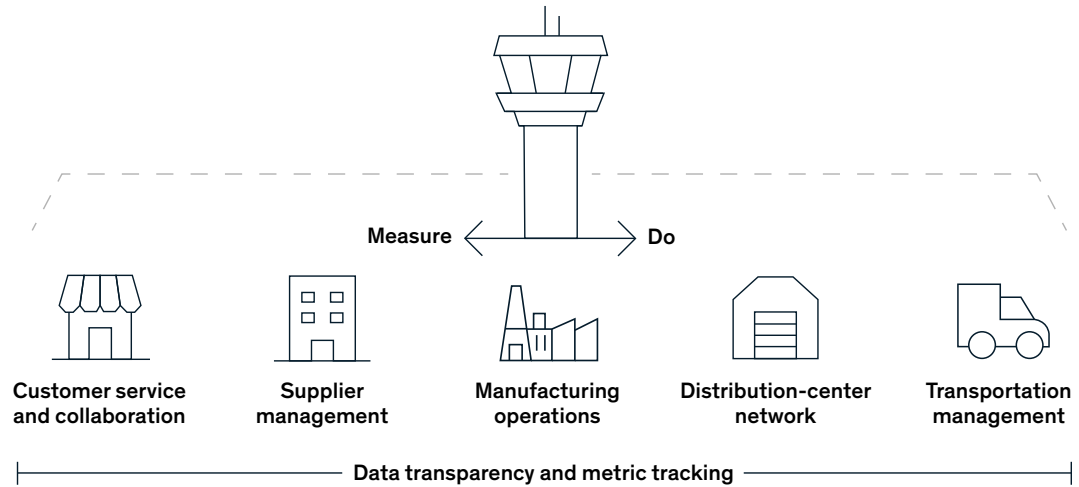 Measure
Do
Customer service
and collaboration
Supplier
management
Manufacturing
operations
Distribution-center
network
Transportation
management
Data transparency and metric tracking